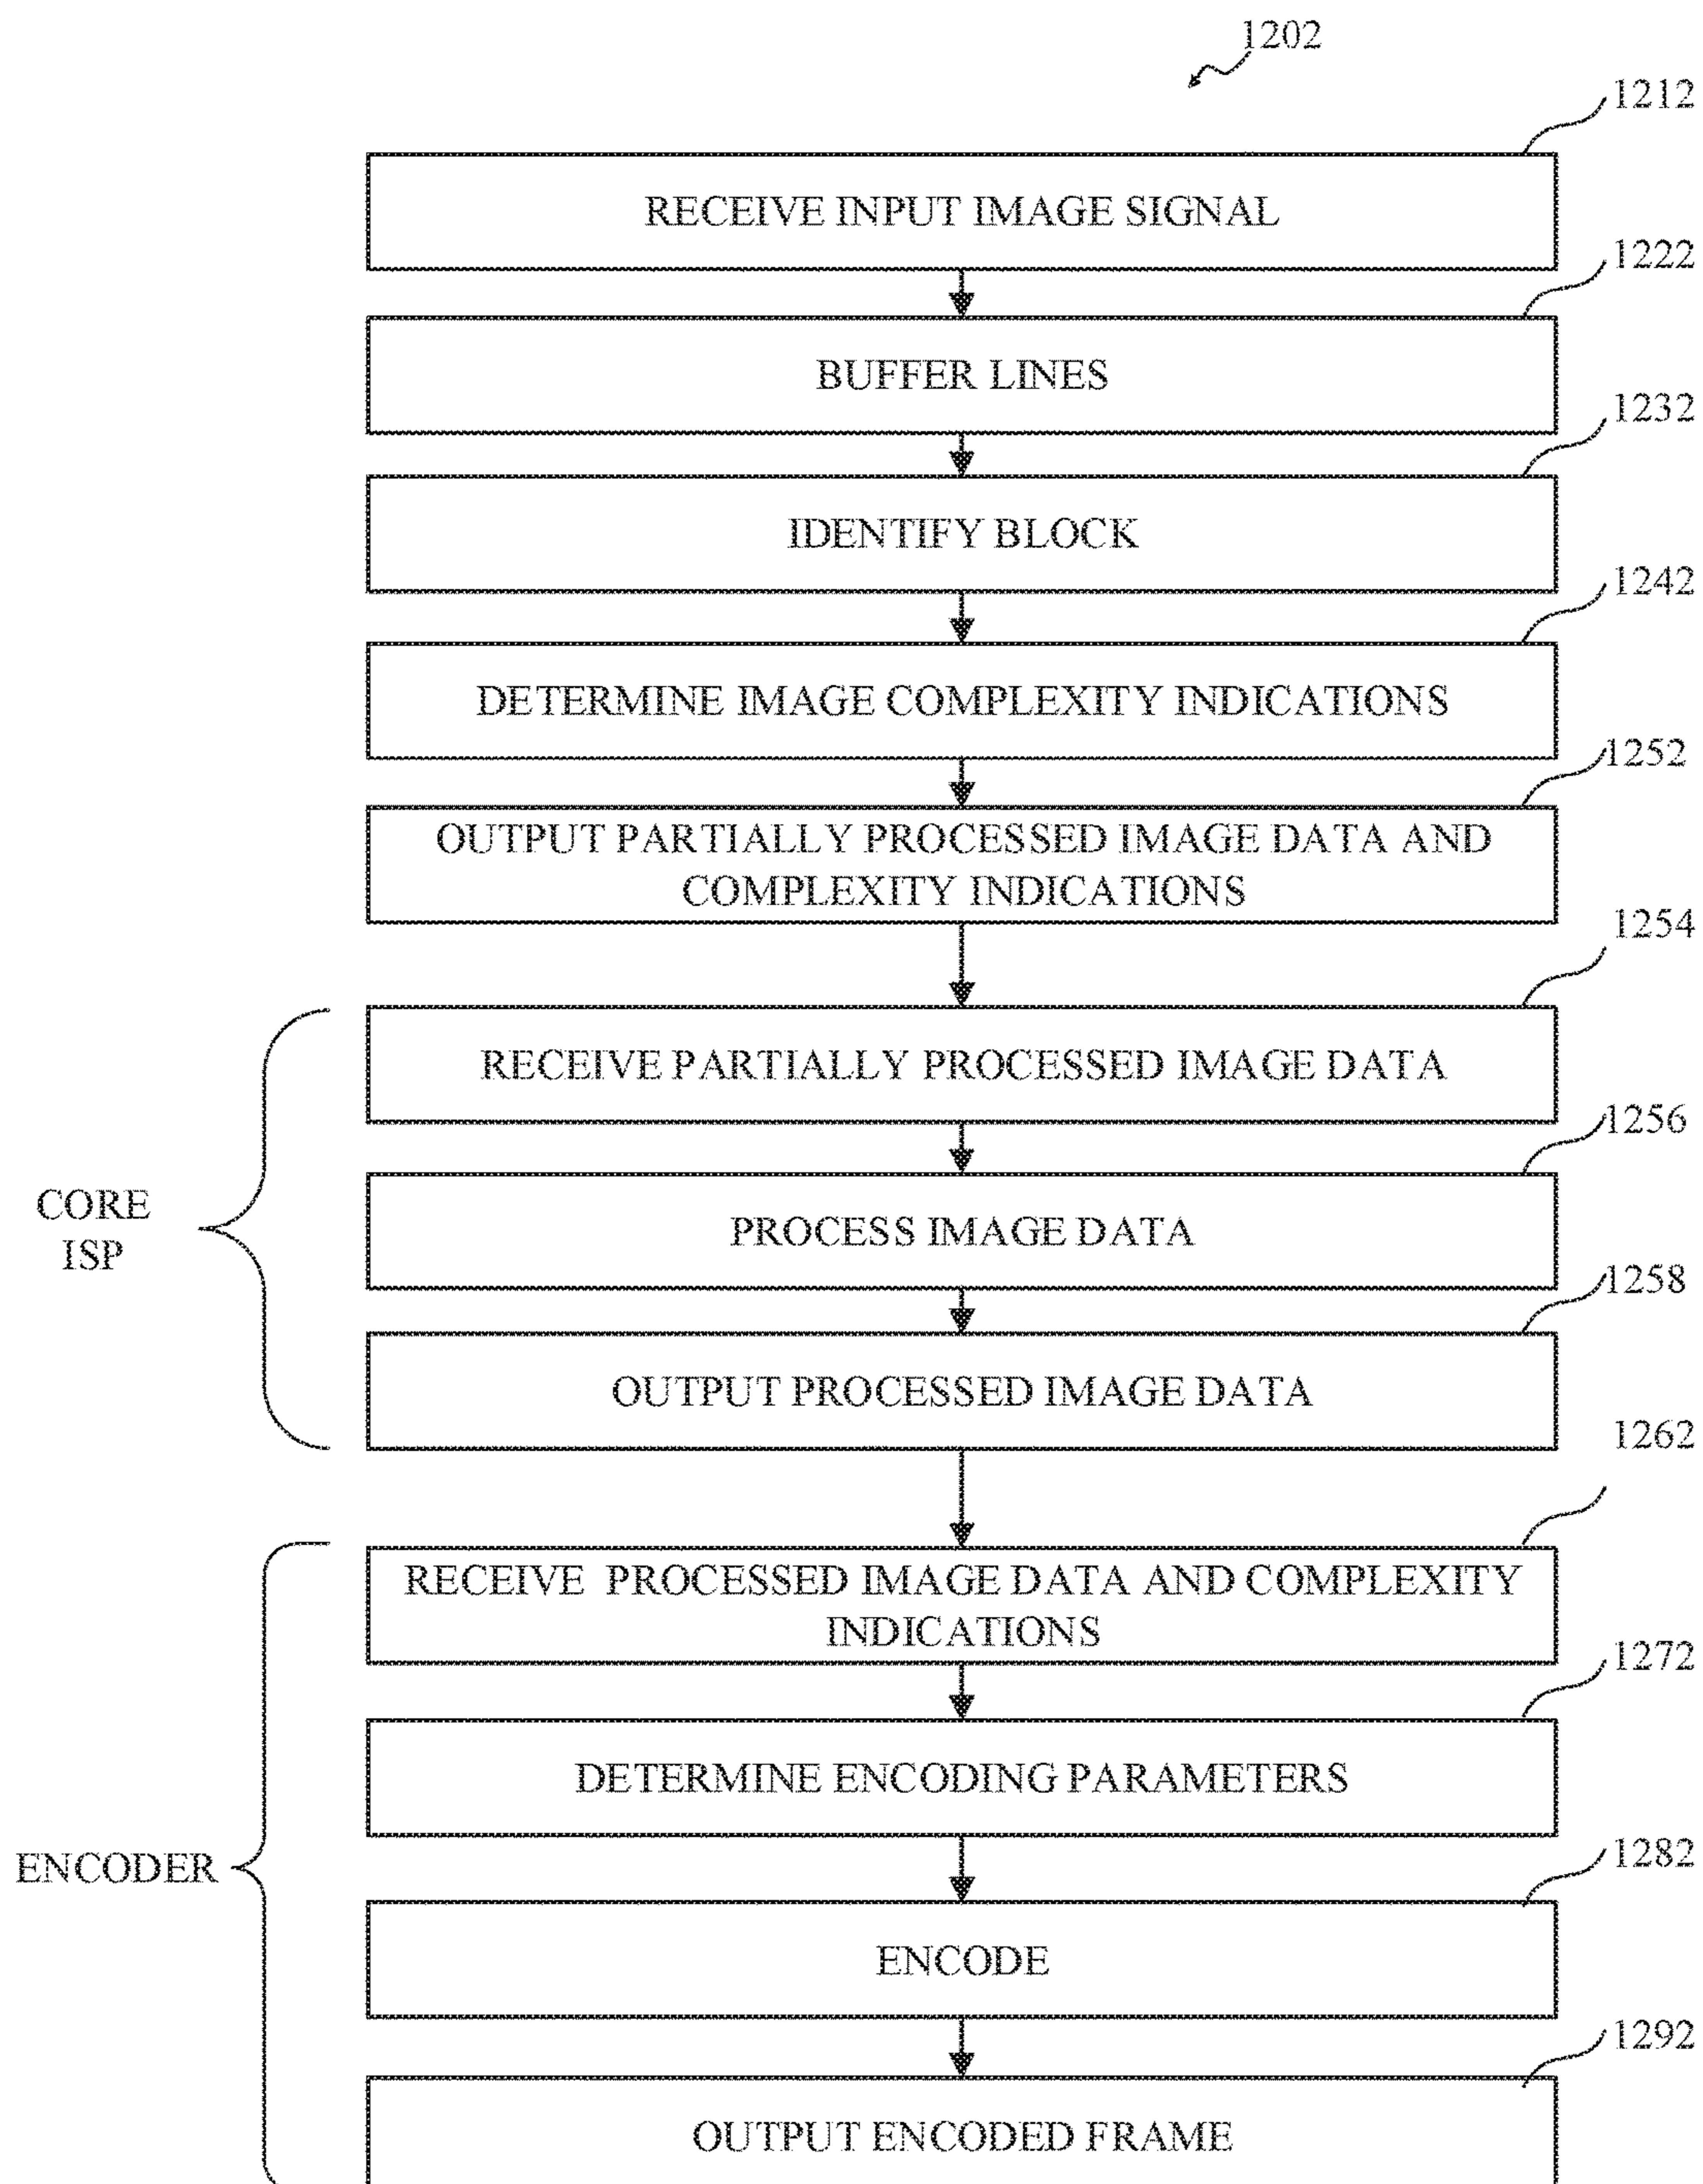 1202
1212
RECEIVE INPUT IMAGE SIGNAL
1222
BUFFER LINES
1232
IDENTIFY BLOCK
1242
DETERMINE IMAGE COMPLEXITY INDICATIONS
1252
OUTPUT PARTIALLY PROCESSED IMAGE DATA AND
COMPLEXITY INDICATIONS
1254
RECEIVE PARTIALLY PROCESSED IMAGE DATA
1256
CORE
ISP
PROCESS IMAGE DATA
1258
OUTPUT PROCESSED IMAGE DATA
1262
RECEIVE PROCESSED IMAGE DATA AND COMPLEXITY
INDICATIONS
1272
DETERMINE ENCODING PARAMETERS
1282
ENCODER
ENCODE
1292
OUTPUT ENCODED FRAME